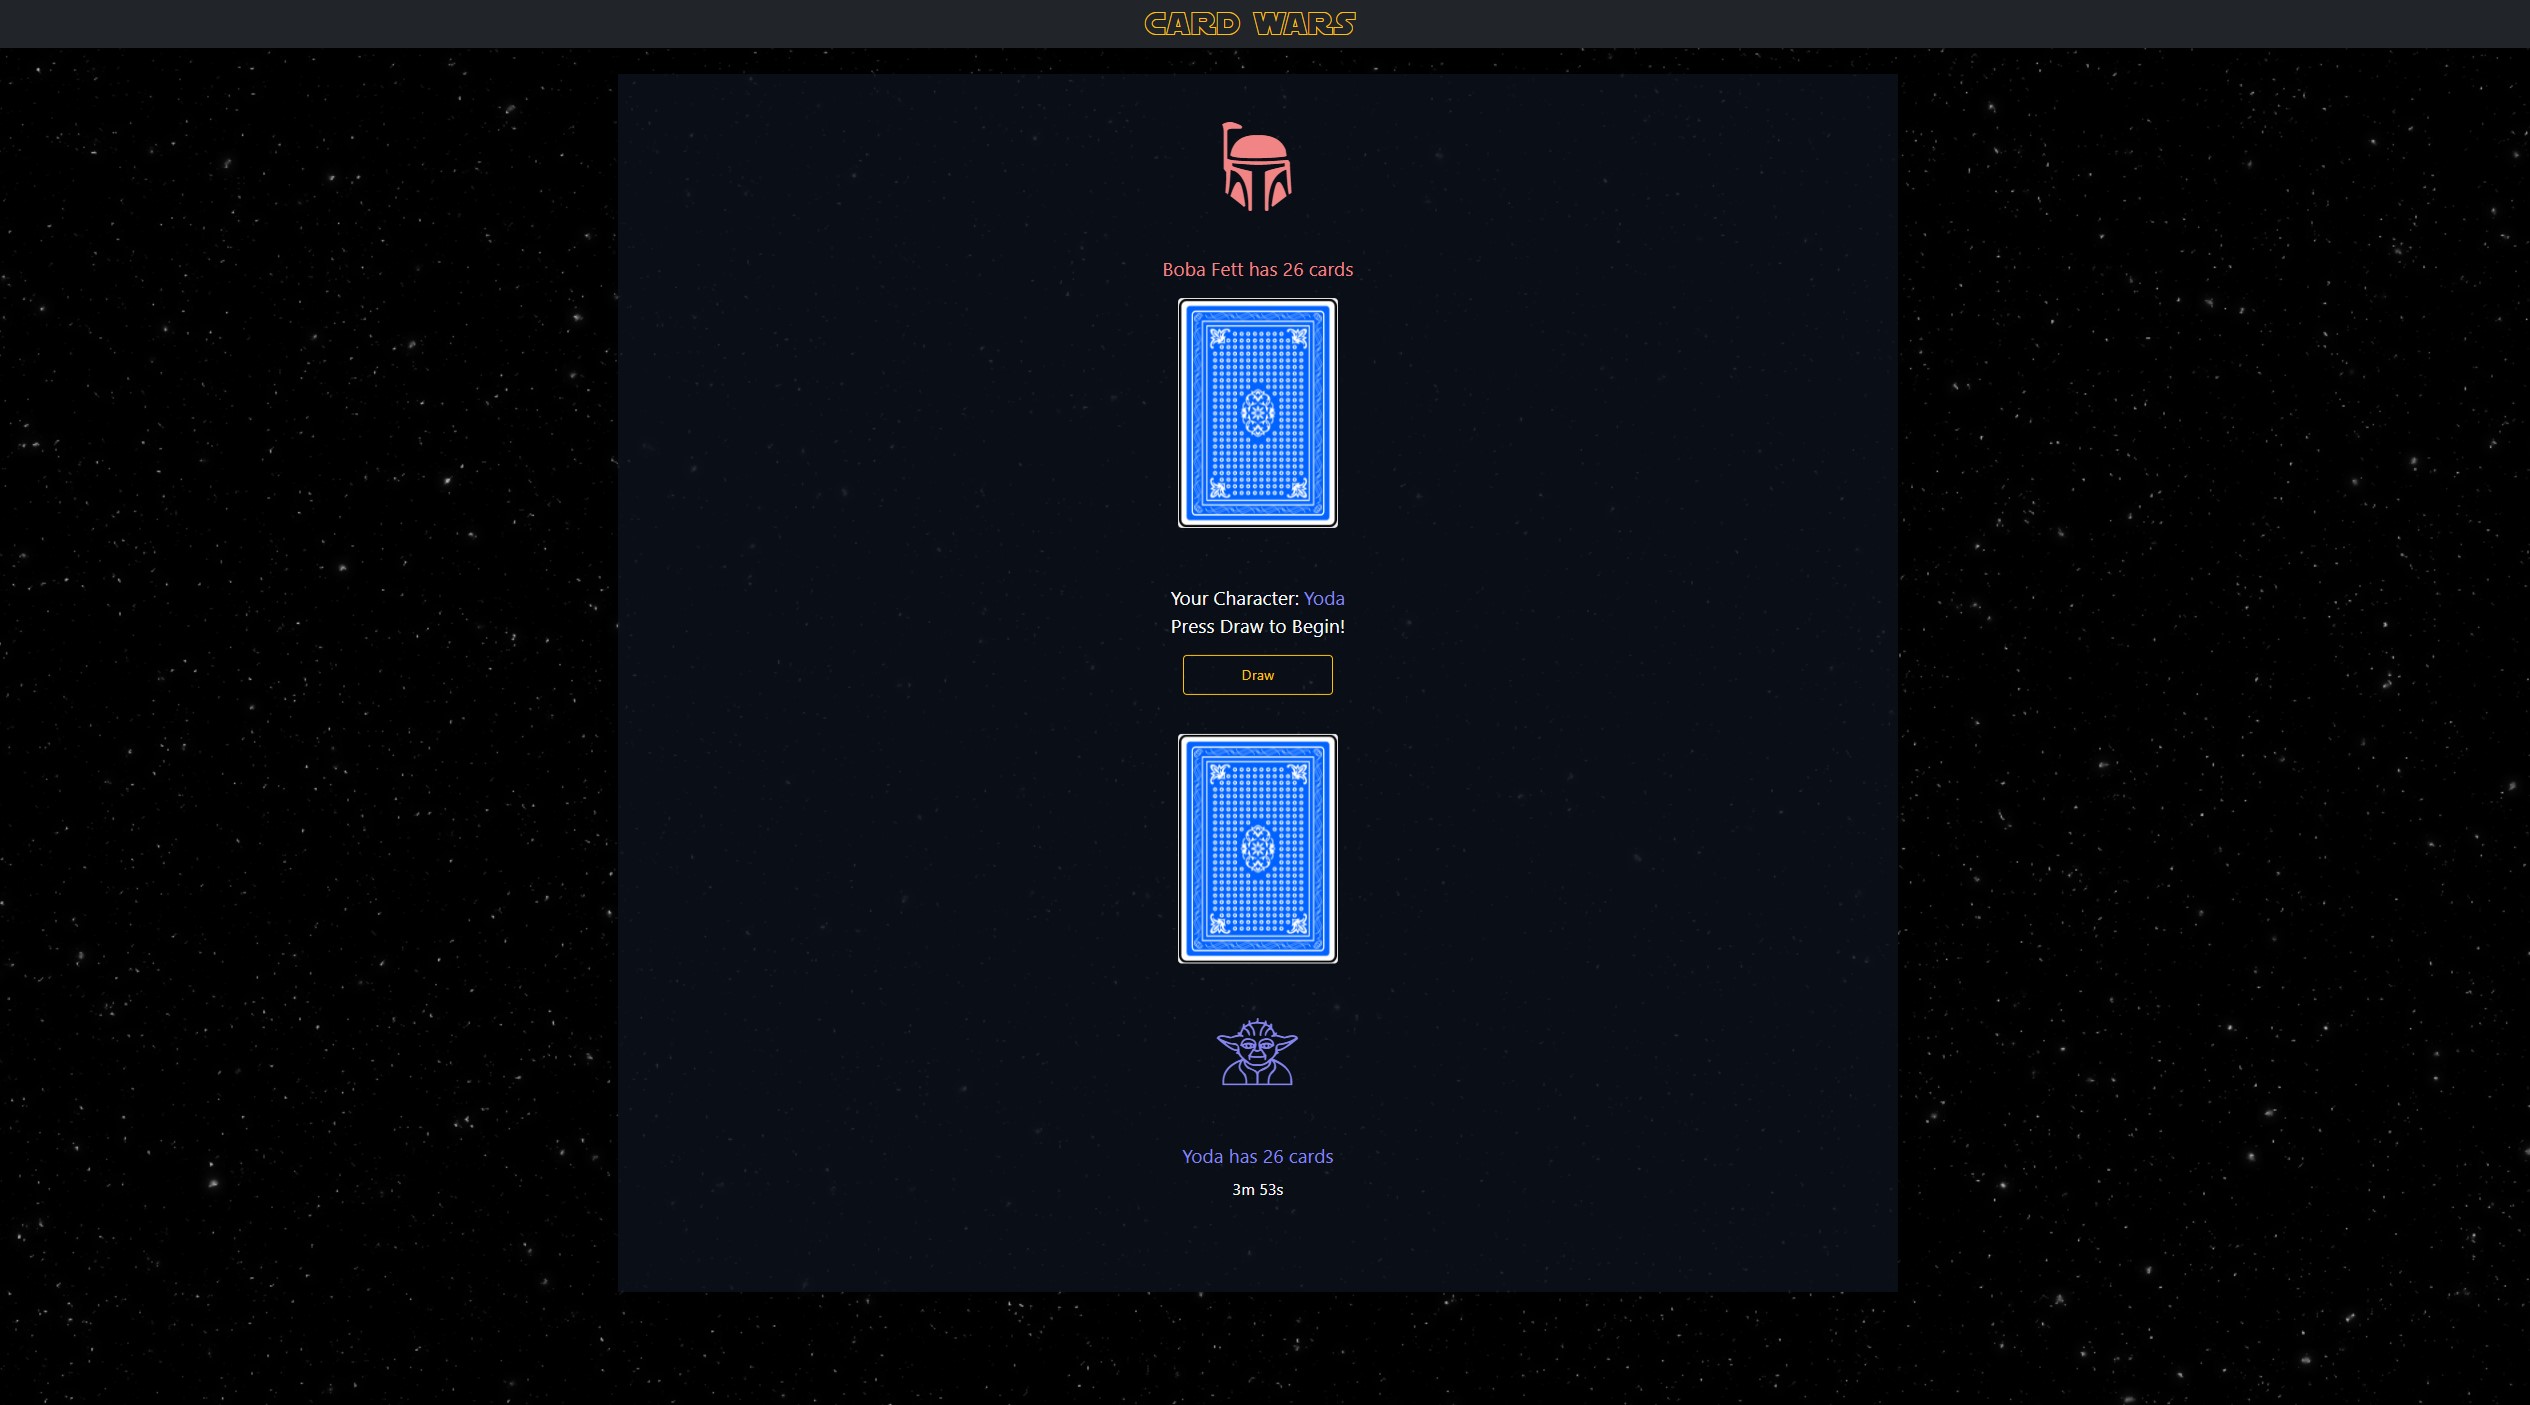 CARD WARS
Boba Fett has 26 cards
Your Character: Yoda
Press Draw to Begin!
Draw
Yoda has 26 cards
3m 53s